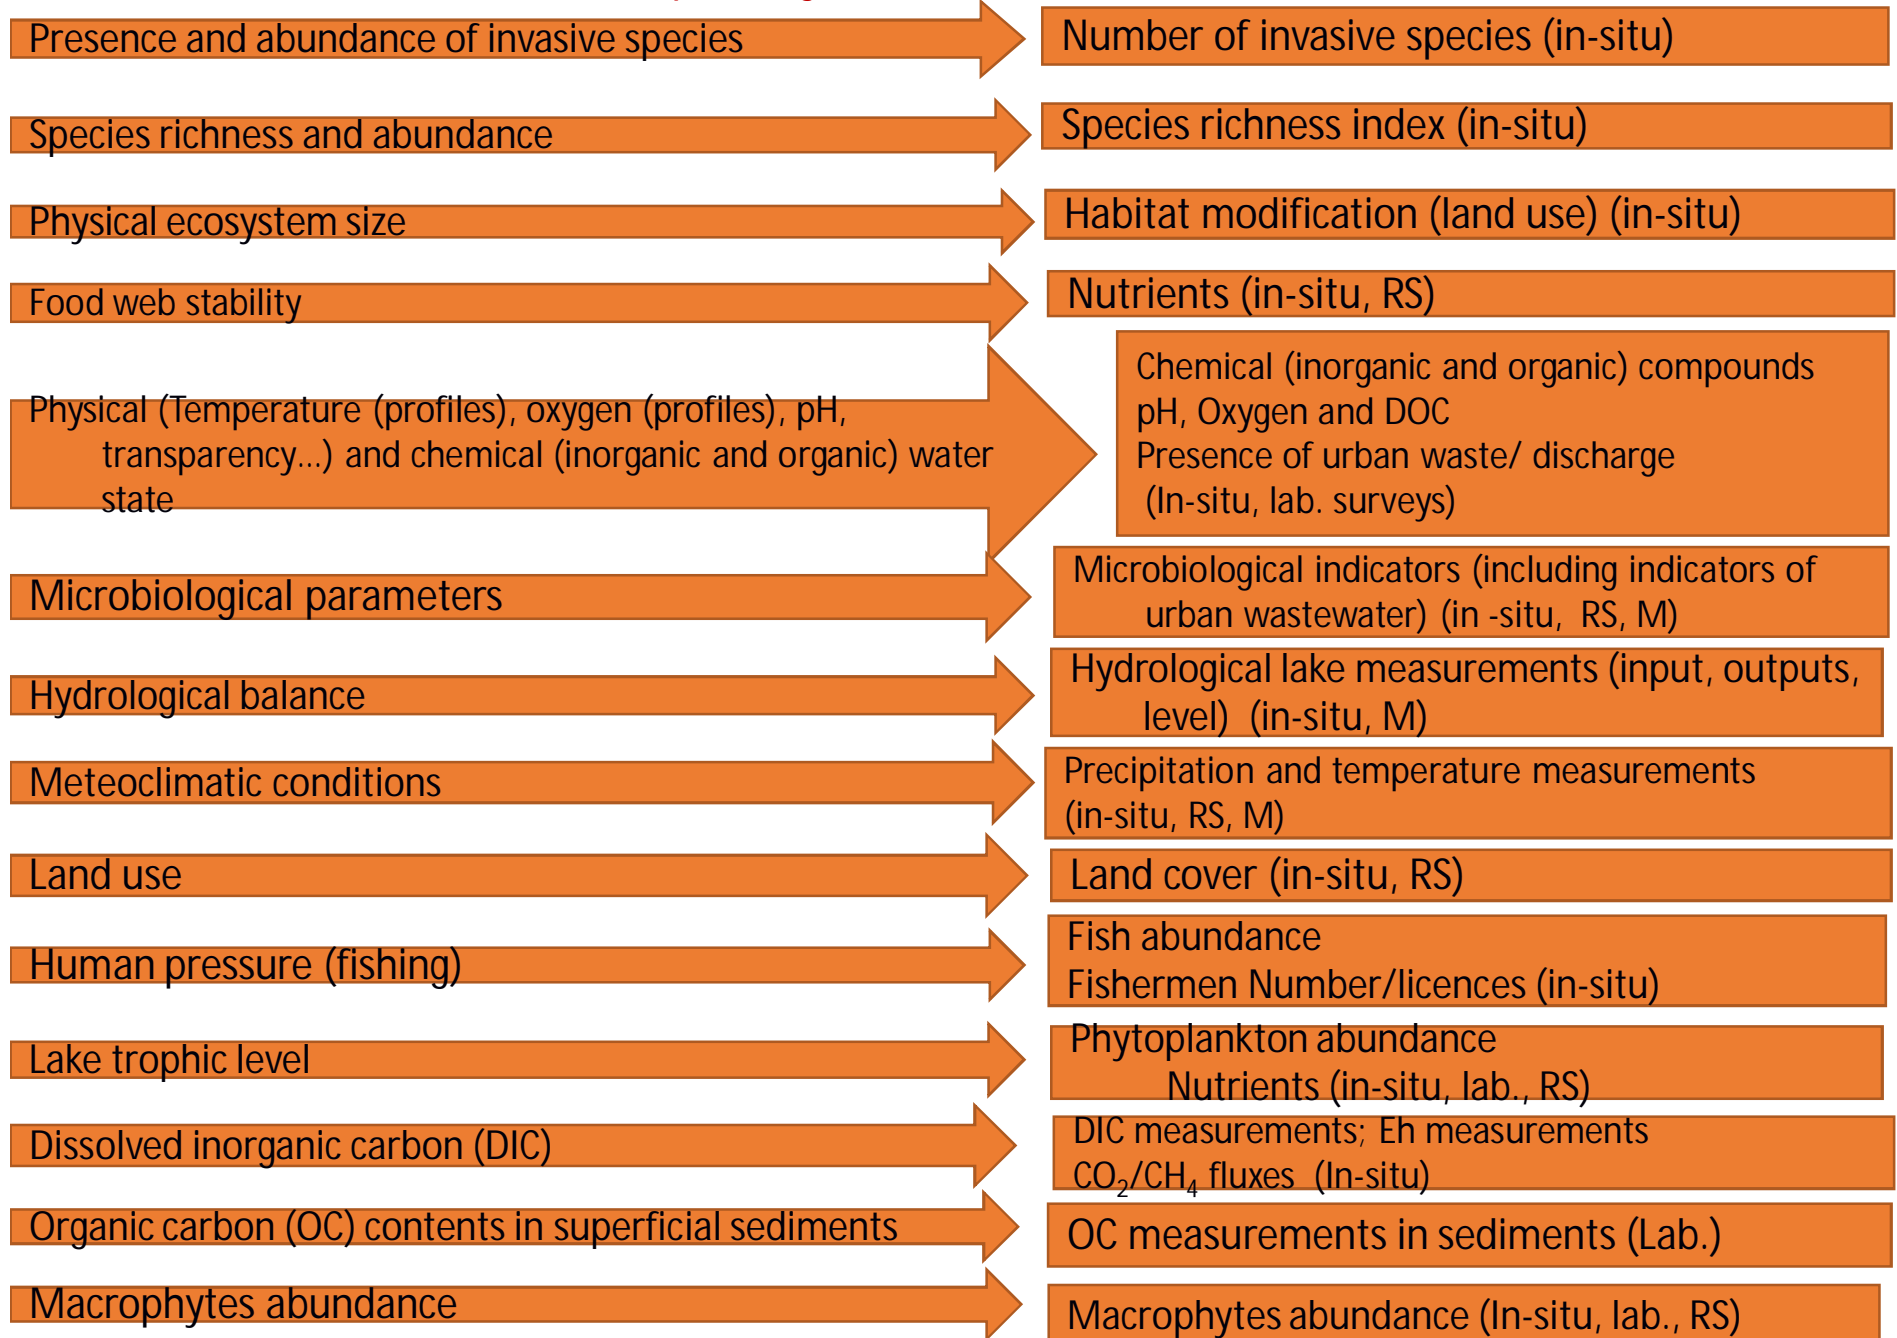 Presence and abundance of invasive species
Number of invasive species (in-situ)
Species richness and abundance
Species richness index (in-situ)
Physical ecosystem size
Habitat modification (land use) (in-situ)
Food web stability
Nutrients (in-situ, RS)
Physical (Temperature (profiles), oxygen (profiles), pH,
transparency...) and chemical (inorganic and organic) water
state
Chemical (inorganic and organic) compounds
pH, Oxygen and DOC
Presence of urban waste/ discharge
(In-situ, lab. surveys)
Microbiological parameters
Microbiological indicators (including indicators of
urban wastewater) (in -situ, RS, M)
Hydrological balance
Hydrological lake measurements (input, outputs,
level) (in-situ, M)
Meteoclimatic conditions
Precipitation and temperature measurements
(in-situ, RS, M)
Land use
Land cover (in-situ, RS)
Human pressure (fishing)
Fish abundance
Fishermen Number/licences (in-situ)
Lake trophic level
Phytoplankton abundance
Nutrients (in-situ, lab., RS)
Dissolved inorganic carbon (DIC)
DIC measurements; Eh measurements
CO₂/CH₄ fluxes (In-situ)
Organic carbon (OC) contents in superficial sediments
OC measurements in sediments (Lab.)
Macrophytes abundance
Macrophytes abundance (In-situ, lab., RS)